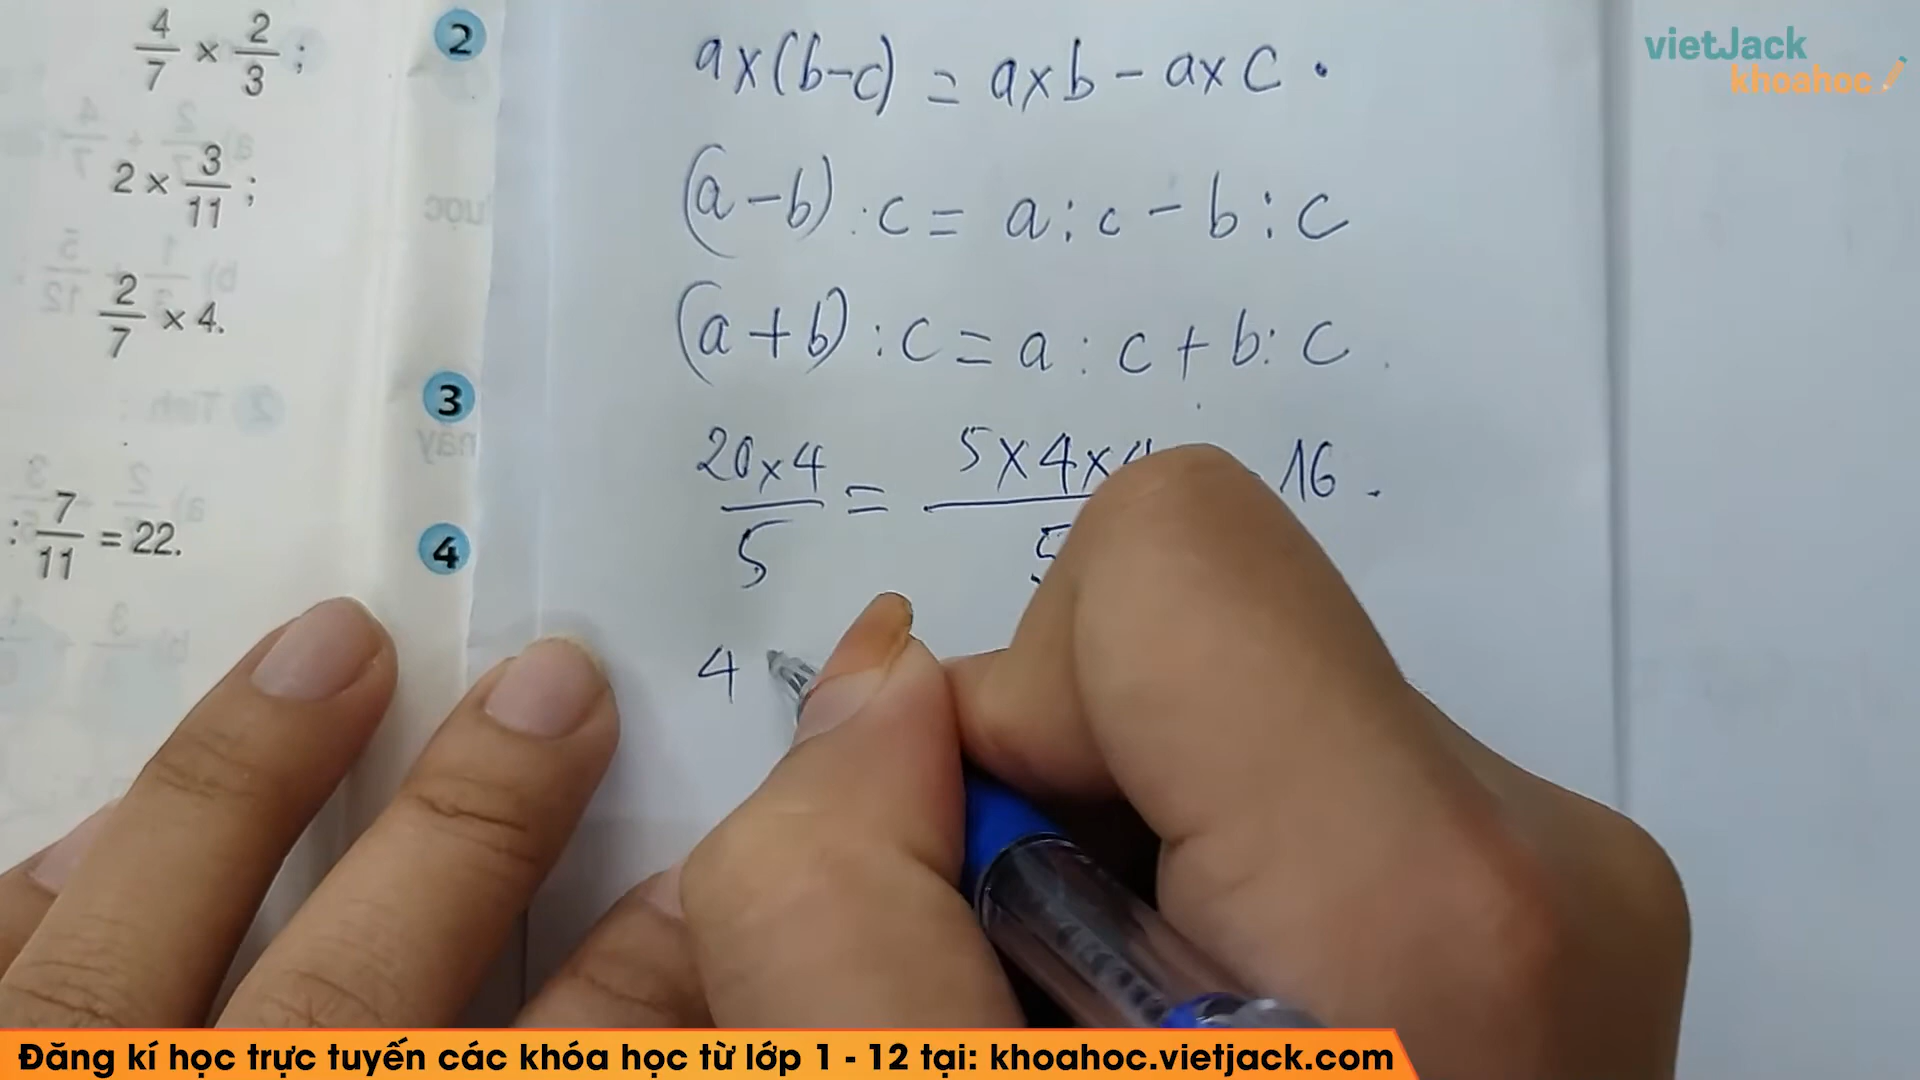 vietJack
khoahoc
4/7 × 2/3 ;
2 × 3/11 ;
2/7 × 4.
: 7/11 = 22.
2
3
4
a x (b - c) = a x b - a x c .
(a - b) : c = a : c - b : c
(a + b) : c = a : c + b : c .
20 x 4 / 5 = 5 x 4 x 4 / 5 16 .
4
Đăng kí học trực tuyến các khóa học từ lớp 1 - 12 tại: khoahoc.vietjack.com